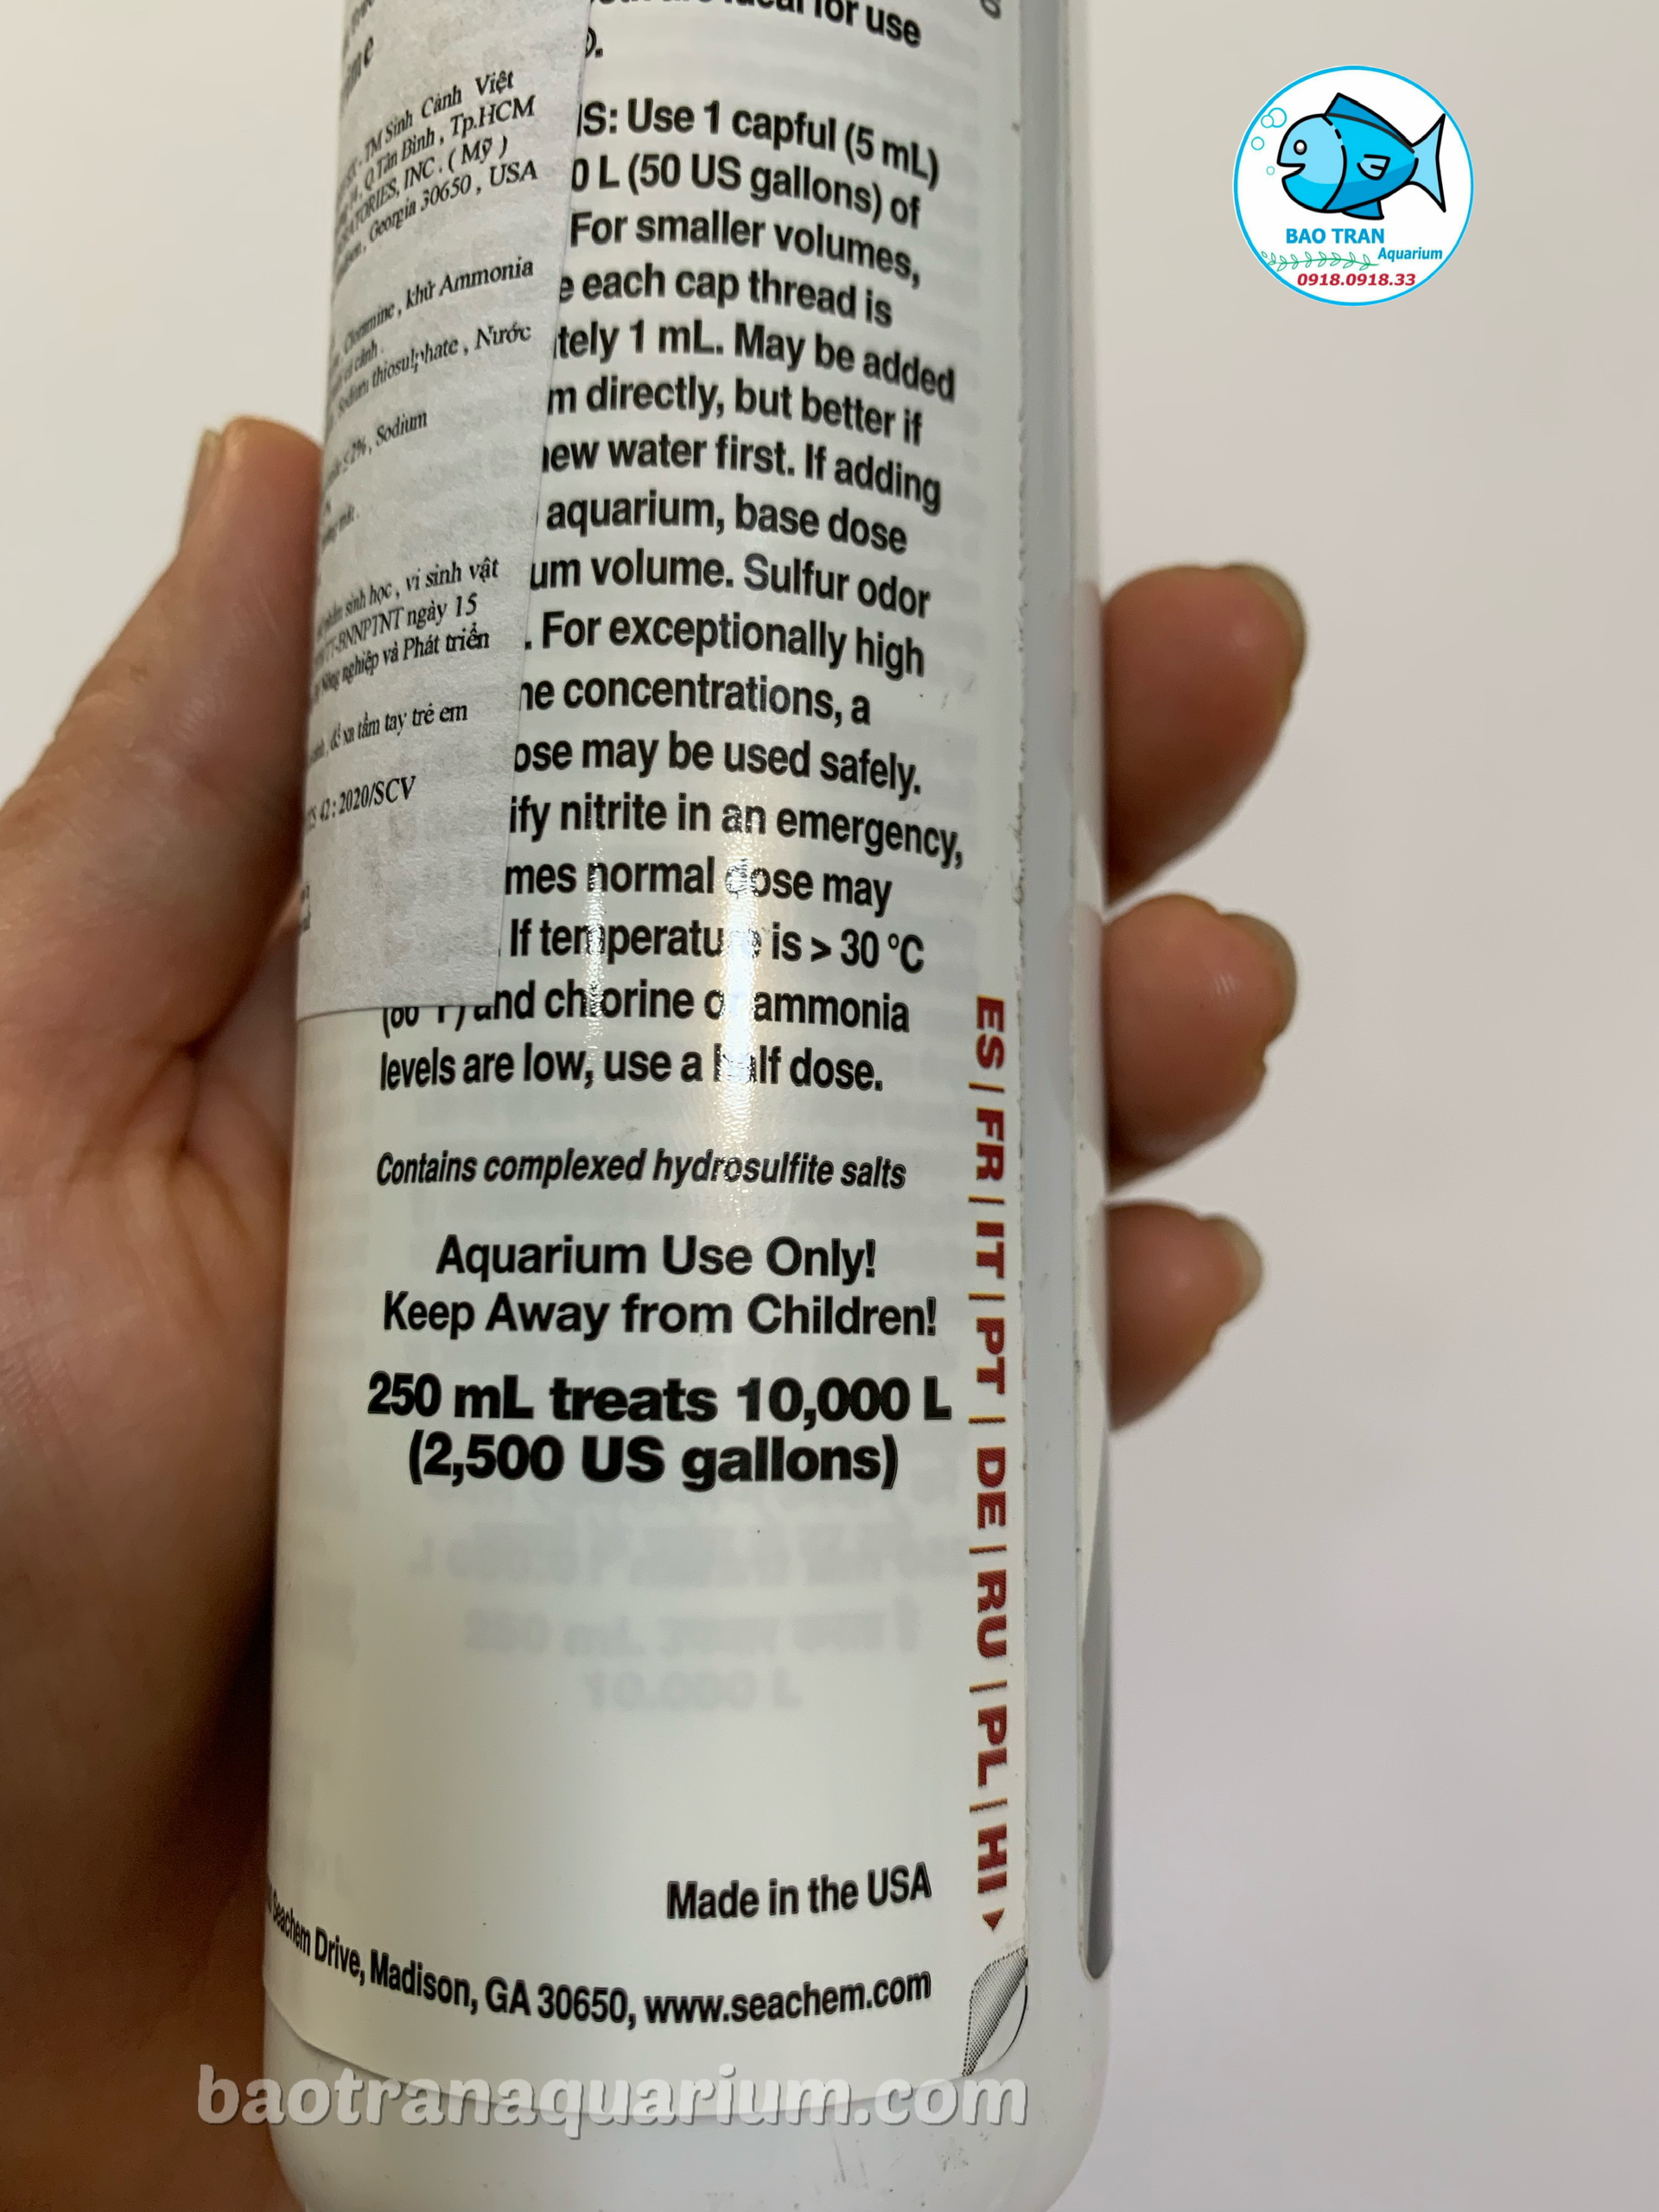 for use
S: Use 1 capful (5 mL)
0 L (50 US gallons) of
For smaller volumes,
e each cap thread is
tely 1 mL. May be added
m directly, but better if
new water first. If adding
aquarium, base dose
um volume. Sulfur odor
. For exceptionally high
ne concentrations, a
ose may be used safely.
ify nitrite in an emergency,
mes normal dose may
If temperature is > 30 °C
and chlorine or ammonia
levels are low, use a half dose.
Contains complexed hydrosulfite salts
Aquarium Use Only!
Keep Away from Children!
250 mL treats 10,000 L
(2,500 US gallons)
Made in the USA
Seachem Drive, Madison, GA 30650, www.seachem.com
ES | FR | IT | PT | DE | RU | PL | HI
TM Sinh Cảnh Việt
Q.Tân Bình , Tp.HCM
INC . ( Mỹ )
Georgia 30650 , USA
khử Ammonia
Sodium thiosulphate , Nước
Sodium
sinh học , vi sinh vật
TT-BNNPTNT ngày 15
Nông nghiệp và Phát triển
để xa tầm tay trẻ em
42 : 2020/SCV
BAO TRAN
Aquarium
0918.0918.33
baotranaquarium.com